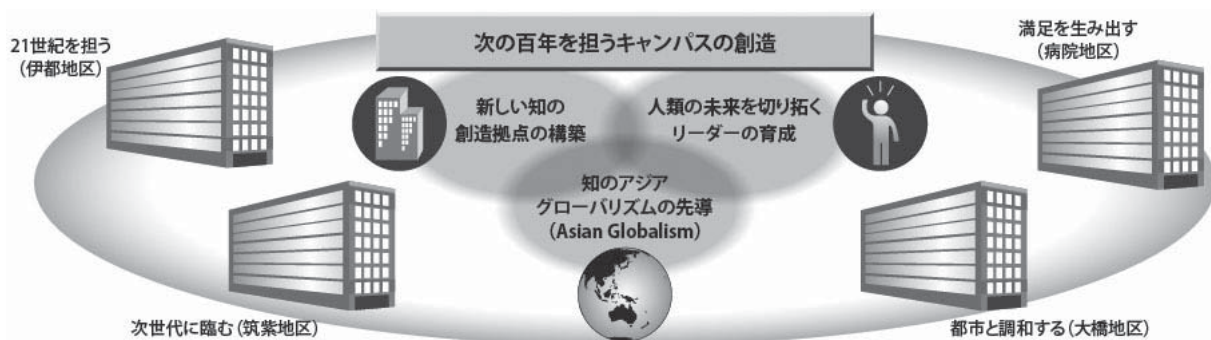 次の百年を担うキャンパスの創造
21世紀を担う
(伊都地区)
満足を生み出す
(病院地区)
新しい知の
創造拠点の構築
人類の未来を切り拓く
リーダーの育成
知のアジア
グローバリズムの先導
(Asian Globalism)
次世代に臨む(筑紫地区)
都市と調和する(大橋地区)